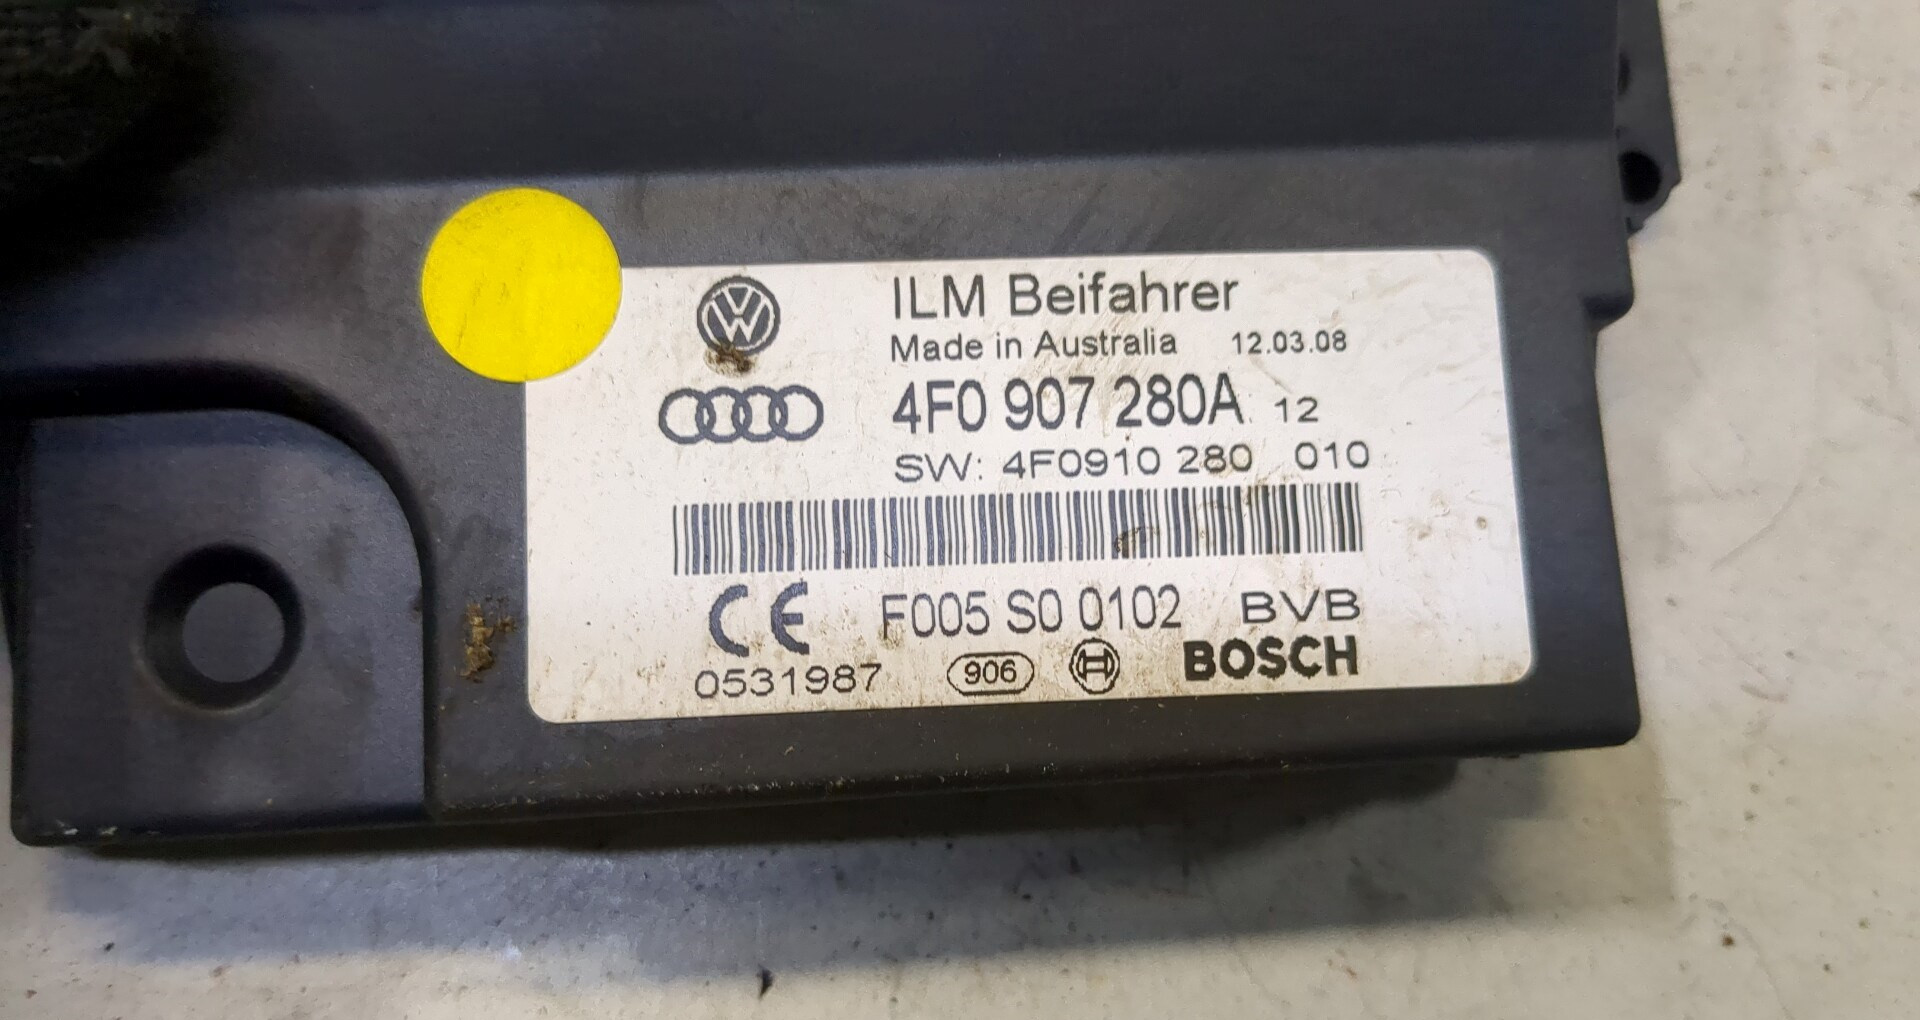 ILM Beifahrer
Made in Australia 12.03.08
4F0 907 280A 12
SW: 4F0910 280 010
F005 S0 0102 BVB
0531987 906 BOSCH